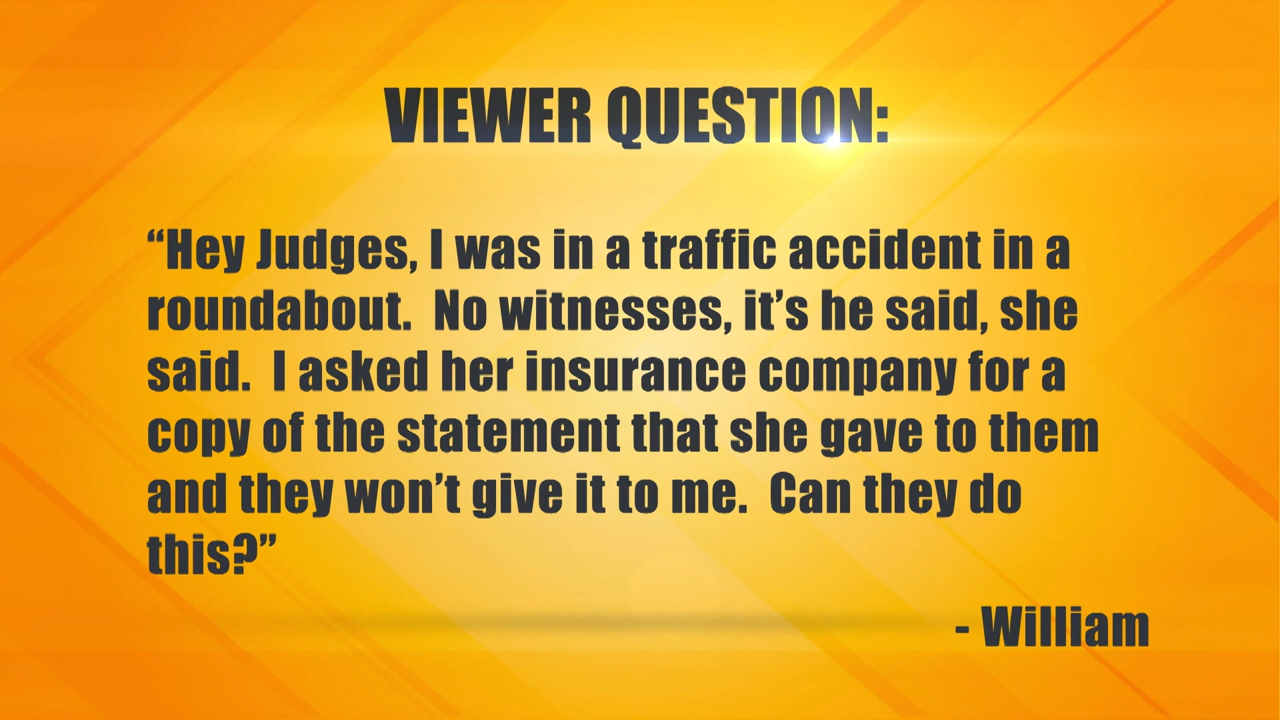 VIEWER QUESTION:
“Hey Judges, I was in a traffic accident in a
roundabout.  No witnesses, it’s he said, she
said.  I asked her insurance company for a
copy of the statement that she gave to them
and they won’t give it to me.  Can they do
this?”
- William